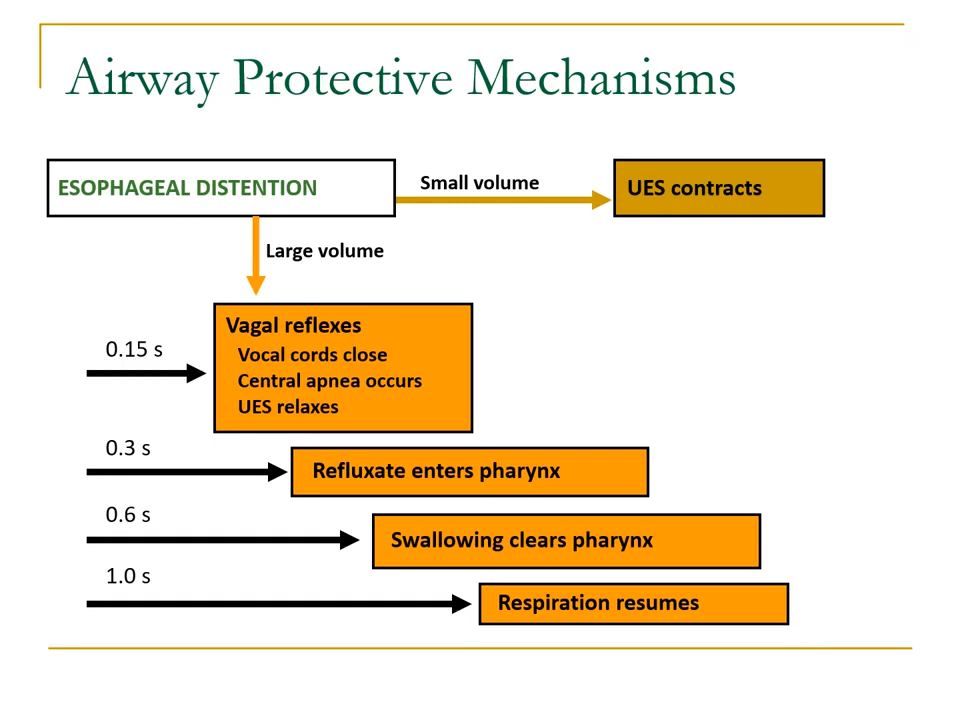 Airway Protective Mechanisms
ESOPHAGEAL DISTENTION
Small volume
UES contracts
Large volume
Vagal reflexes
Vocal cords close
Central apnea occurs
UES relaxes
0.15 s
0.3 s
Refluxate enters pharynx
0.6 s
Swallowing clears pharynx
1.0 s
Respiration resumes